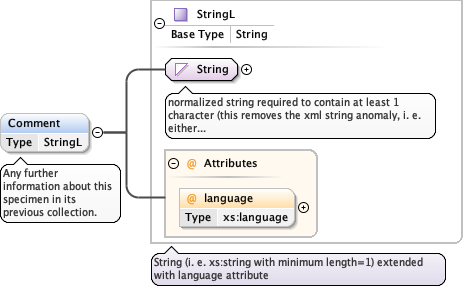 StringL
Base Type String
String
normalized string required to contain at least 1
character (this removes the xml string anomaly, i. e.
either...
Comment
Type StringL
Any further
information about this
specimen in its
previous collection.
@ Attributes
@ language
Type xs:language
String (i. e. xs:string with minimum length=1) extended
with language attribute